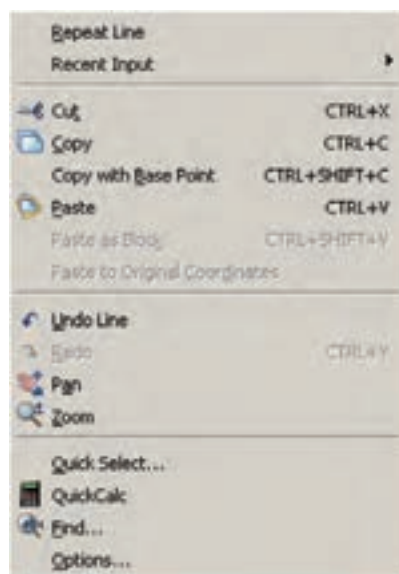 Repeat Line
Recent Input
Cut CTRL+X
Copy CTRL+C
Copy with Base Point CTRL+SHIFT+C
Paste CTRL+V
Paste as Block CTRL+SHIFT+V
Paste to Original Coordinates
Undo Line
Redo CTRL+Y
Pan
Zoom
Quick Select...
QuickCalc
Find...
Options...